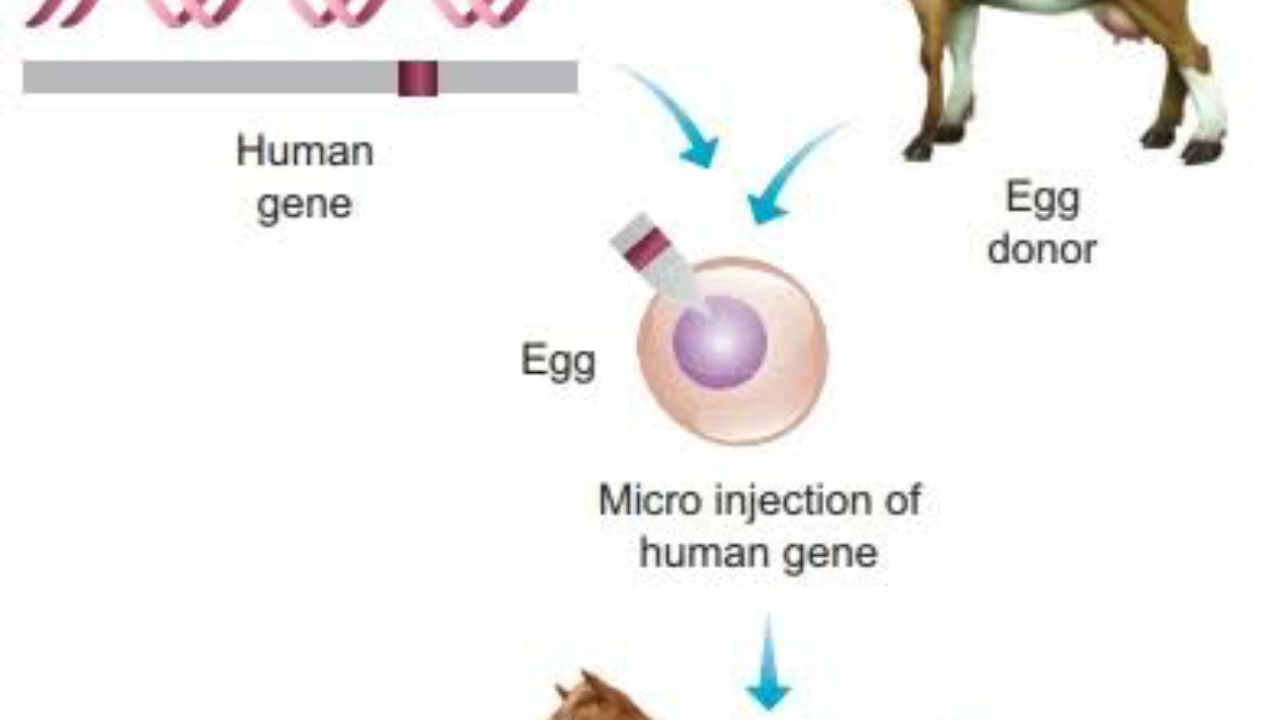 Human
gene
Egg
donor
Egg
Micro injection of
human gene